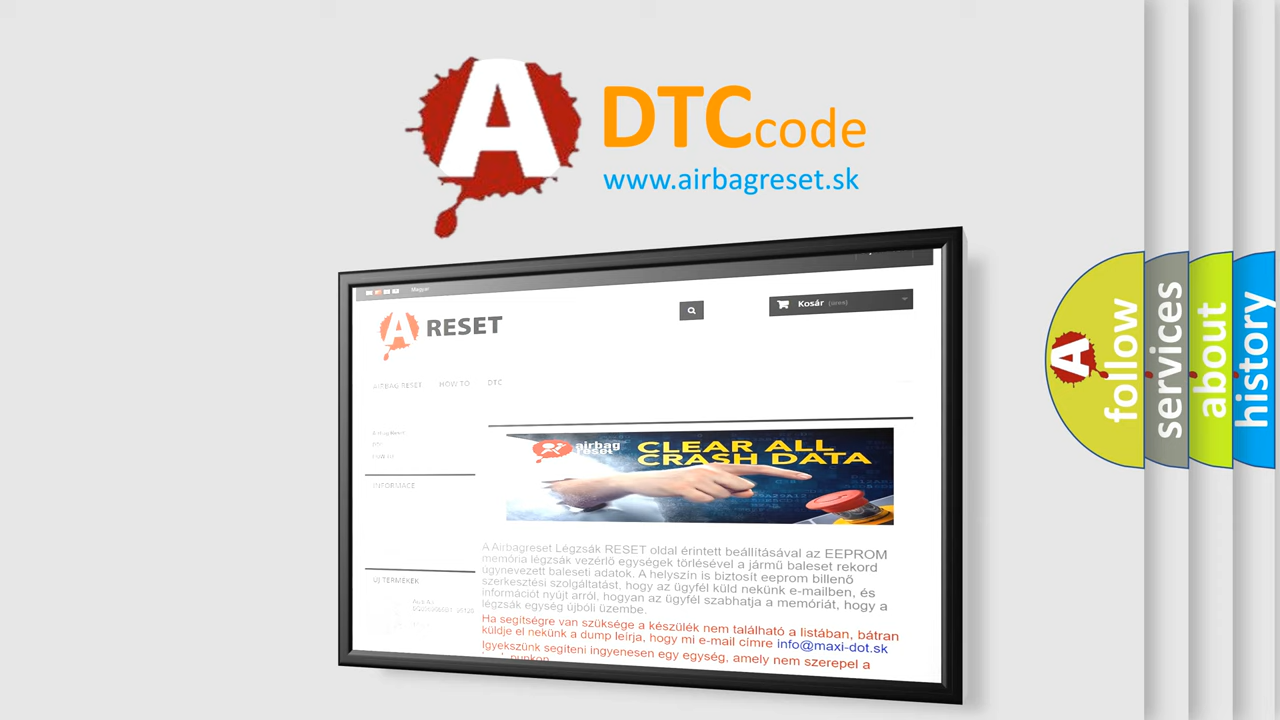 A
DTC code
www.airbagreset.sk
Magyar
Kosár (üres)
A RESET
AIRBAG RESET HOW TO DTC
INFORMACE
airbag
reset
CLEAR ALL
CRASH DATA
A Airbagreset Légzsák RESET oldal érintett beállításával az EEPROM
memória légzsák vezérlő egységek törlésével a jármű baleset rekord
úgynevezett baleseti adatok. A helyszín is biztosít eeprom billenő
szerkesztési szolgáltatást, hogy az ügyfél küld nekünk e-mailben, és
információt nyújt arról, hogyan az ügyfél szabhatja a memóriát, hogy a
légzsák egység újbóli üzembe.
ÚJ TERMÉKEK
Ha segítségre van szüksége a készülék nem található a listában, bátran
küldje el nekünk a dump leírja, hogy mi e-mail címre info@maxi-dot.sk
Igyekszünk segíteni ingyenesen egy egység, amely nem szerepel a
A follow
services
about
history